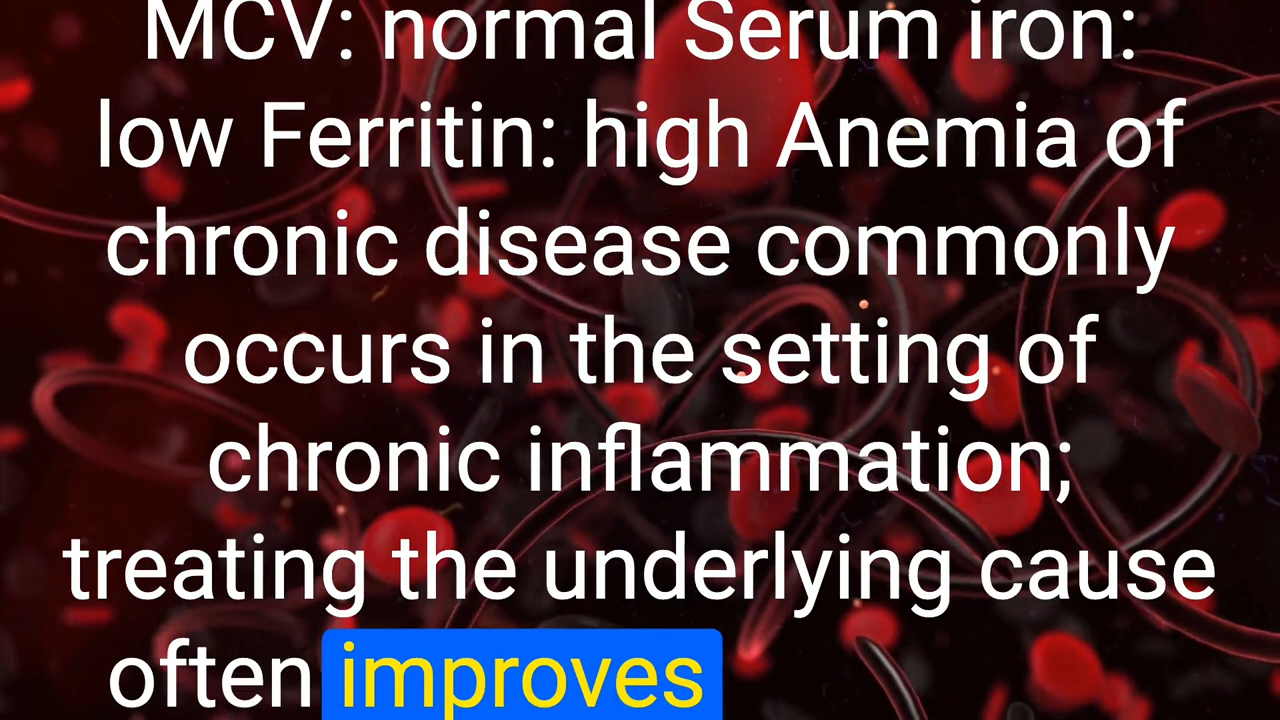 MCV: normal Serum iron:
low Ferritin: high Anemia of
chronic disease commonly
occurs in the setting of
chronic inflammation;
treating the underlying cause
often improves